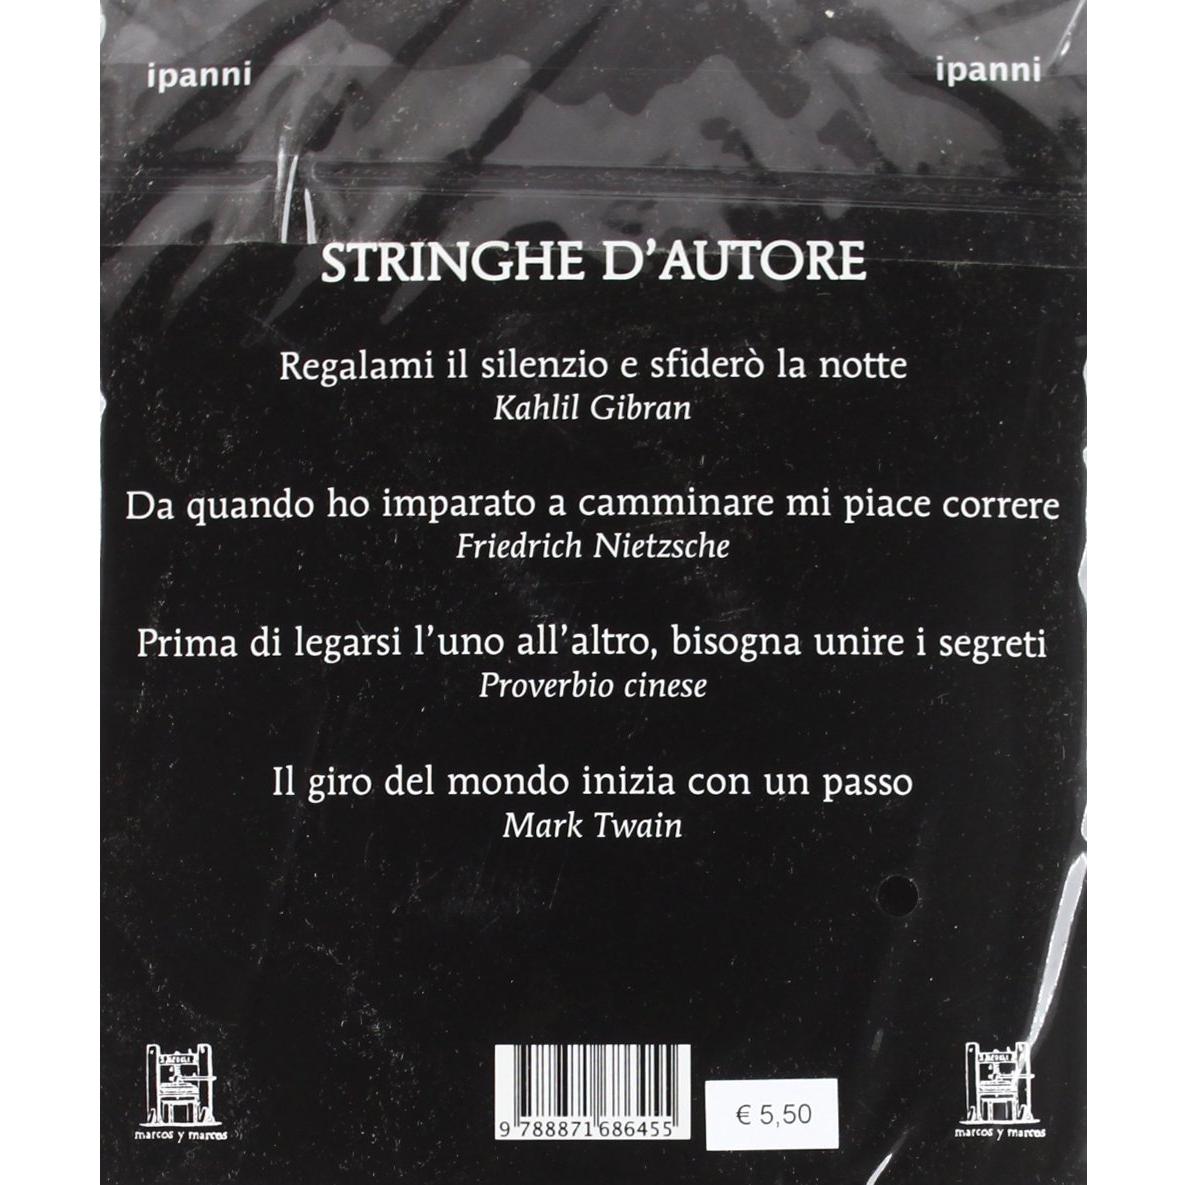 ipanni
ipanni
STRINGHE D'AUTORE
Regalami il silenzio e sfiderò la notte
Kahlil Gibran
Da quando ho imparato a camminare mi piace correre
Friedrich Nietzsche
Prima di legarsi l'uno all'altro, bisogna unire i segreti
Proverbio cinese
Il giro del mondo inizia con un passo
Mark Twain
marcos y marcos
9 788871 686455
€ 5,50
marcos y marcos